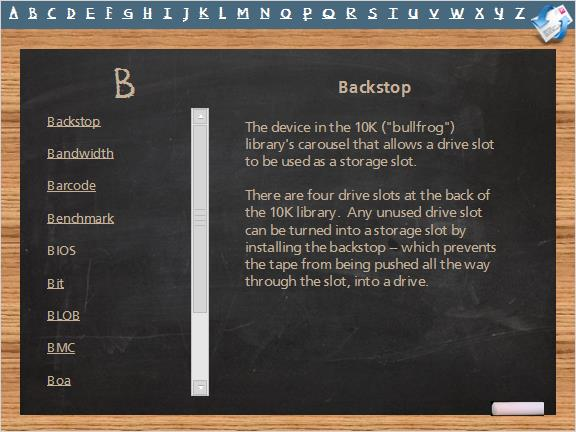 A B C D E F G H I J K L M N O P Q R S T U V W X Y Z
B
Backstop
Bandwidth
Barcode
Benchmark
BIOS
Bit
BLOB
BMC
Boa
Backstop
The device in the 10K ("bullfrog")
library's carousel that allows a drive slot
to be used as a storage slot.
There are four drive slots at the back of
the 10K library. Any unused drive slot
can be turned into a storage slot by
installing the backstop – which prevents
the tape from being pushed all the way
through the slot, into a drive.